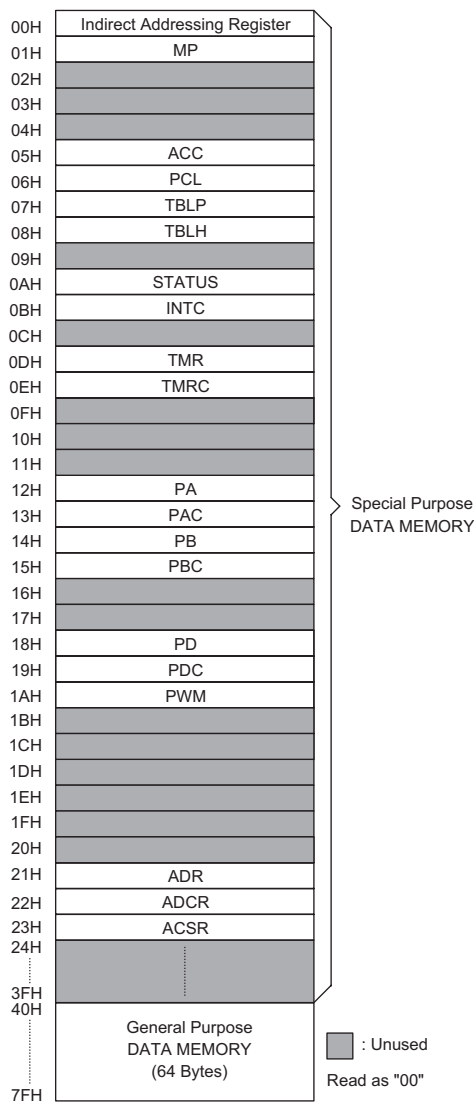 00H Indirect Addressing Register
01H MP
02H
03H
04H
05H ACC
06H PCL
07H TBLP
08H TBLH
09H
0AH STATUS
0BH INTC
0CH
0DH TMR
0EH TMRC
0FH
10H
11H
12H PA
13H PAC
14H PB
15H PBC
16H
17H
18H PD
19H PDC
1AH PWM
1BH
1CH
1DH
1EH
1FH
20H
21H ADR
22H ADCR
23H ACSR
24H
3FH
Special Purpose
DATA MEMORY
40H
General Purpose
DATA MEMORY
(64 Bytes)
7FH
: Unused
Read as "00"